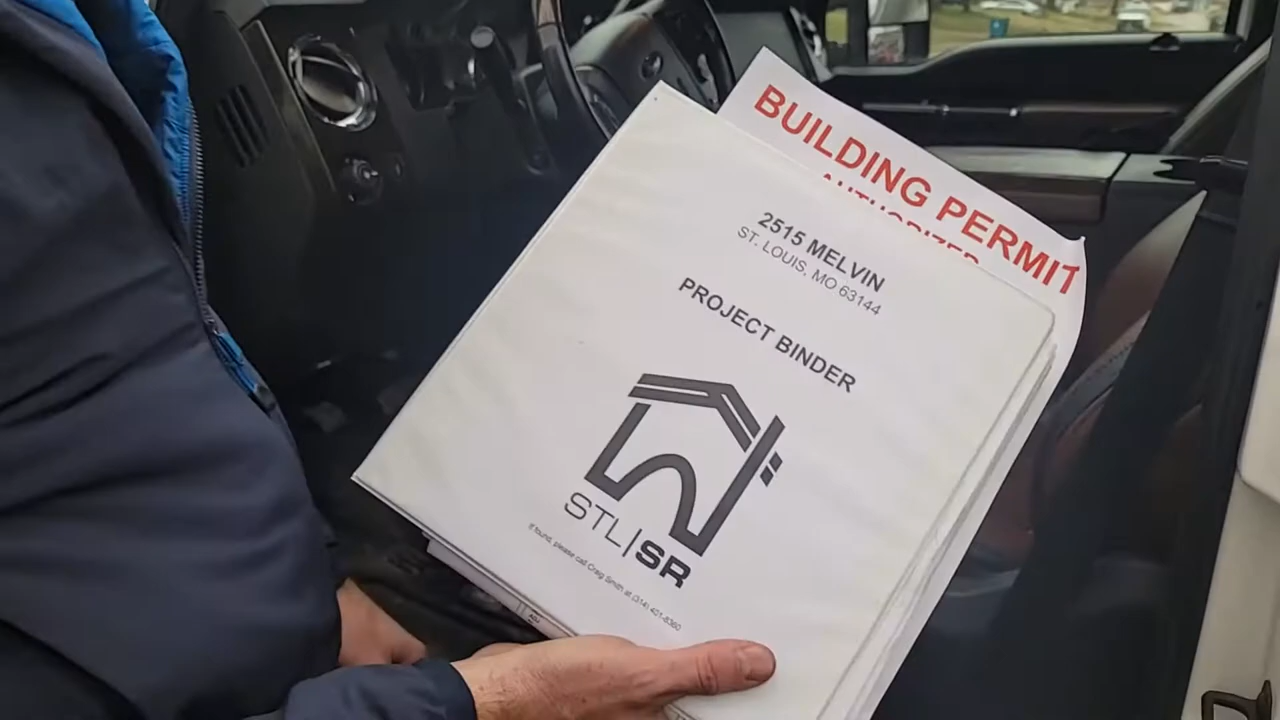 BUILDING PERMIT
AUTHORIZED
2515 MELVIN
ST. LOUIS, MO 63144
PROJECT BINDER
STL|SR
If found, please call Craig Smith at (314) 401-8360